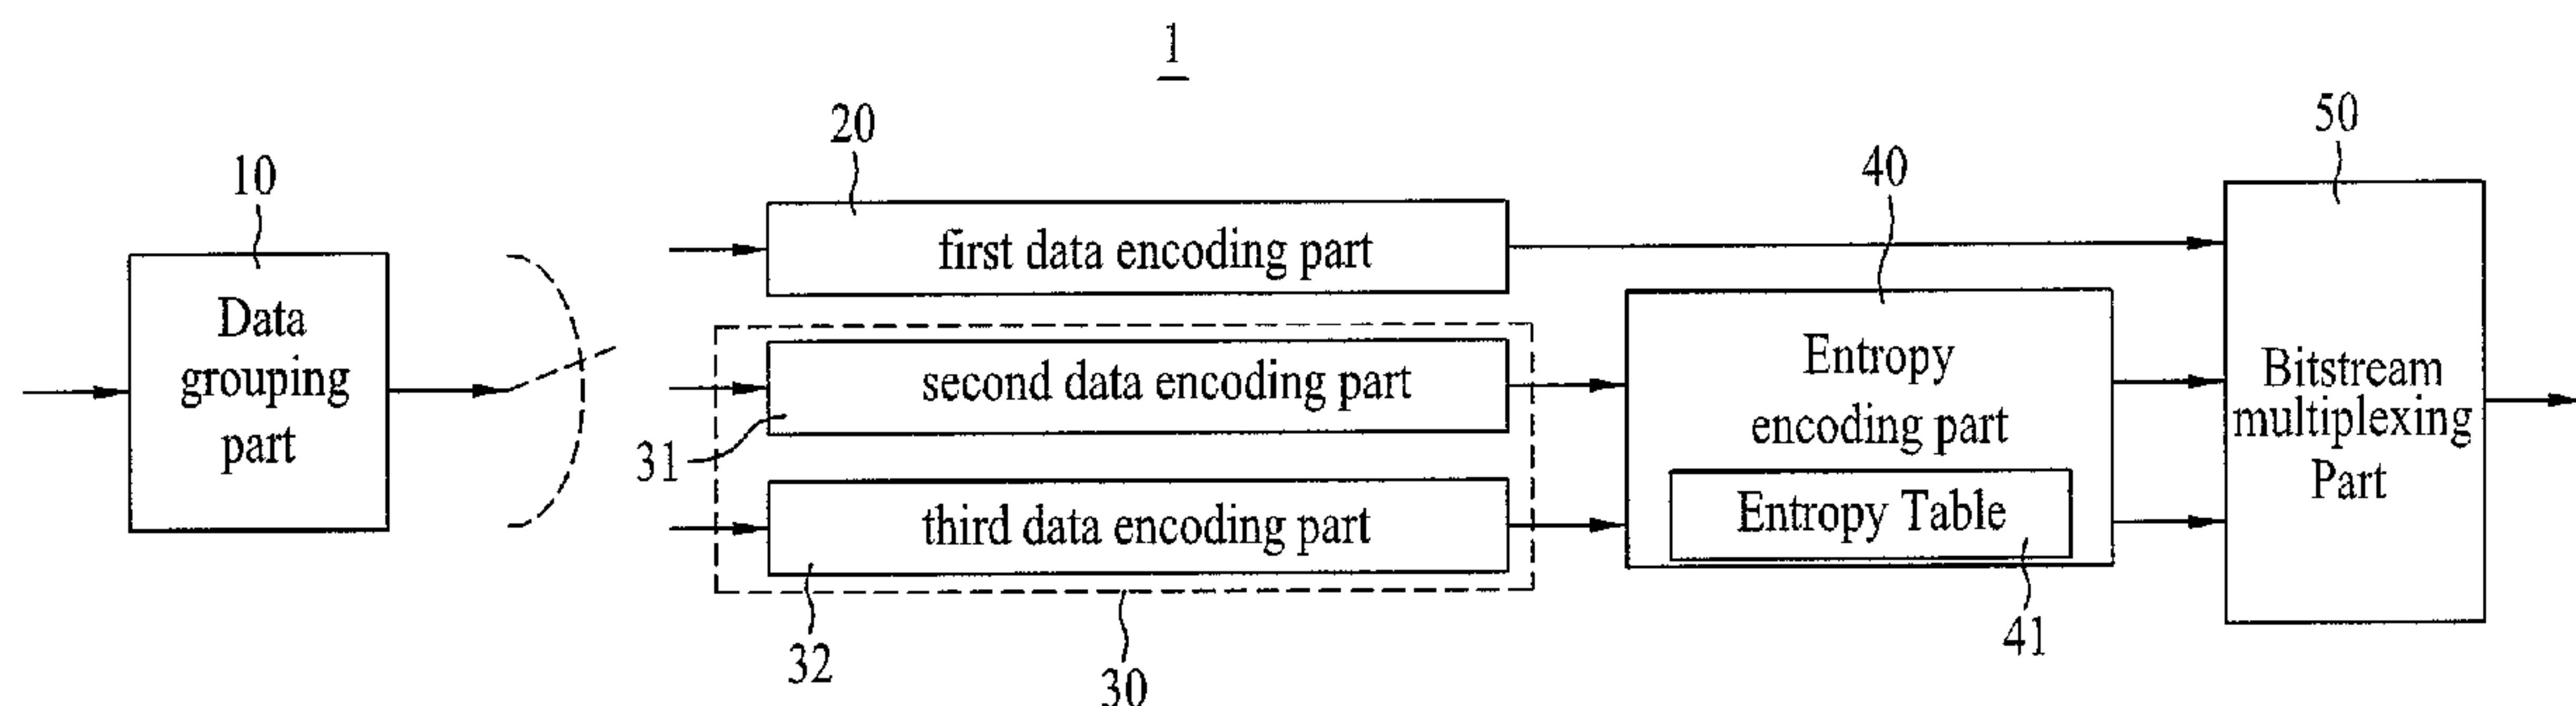 1
10
Data
grouping
part
20
first data encoding part
second data encoding part
31
third data encoding part
32
30
40
Entropy
encoding part
Entropy Table
41
50
Bitstream
multiplexing
Part